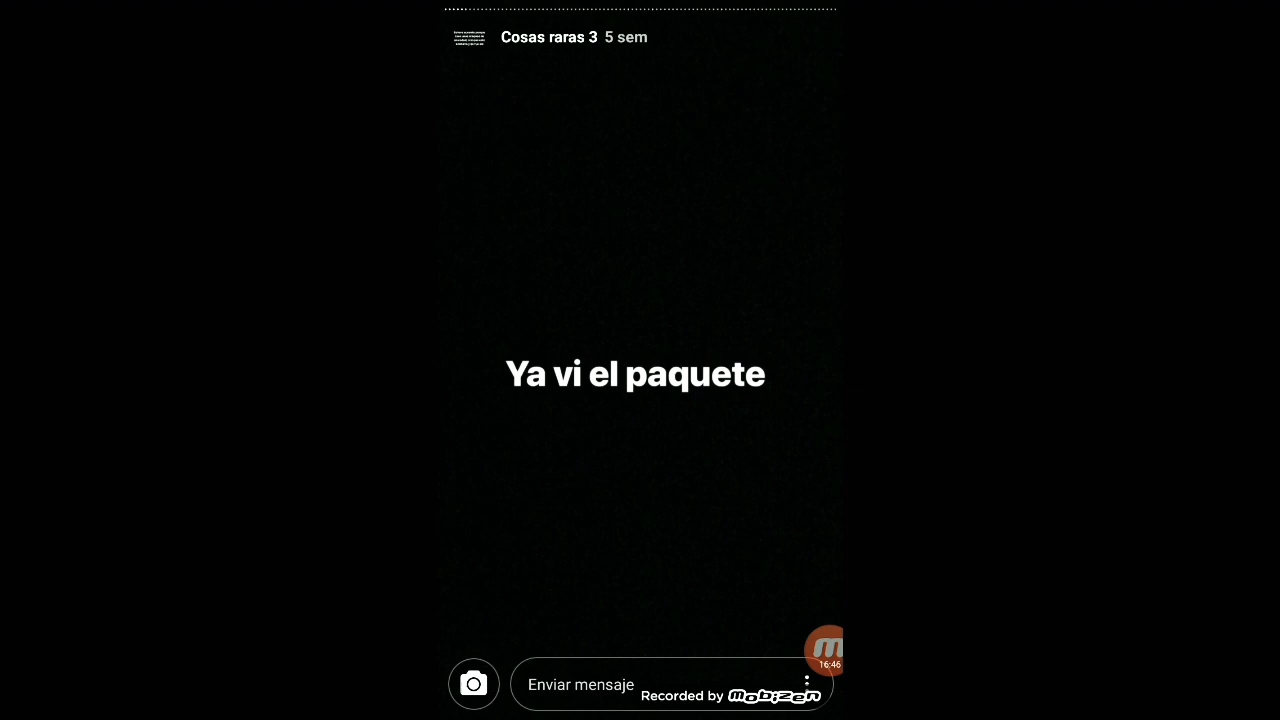 Cosas raras 3 5 sem
Ya vi el paquete
16:46
Enviar mensaje
Recorded by mobizen